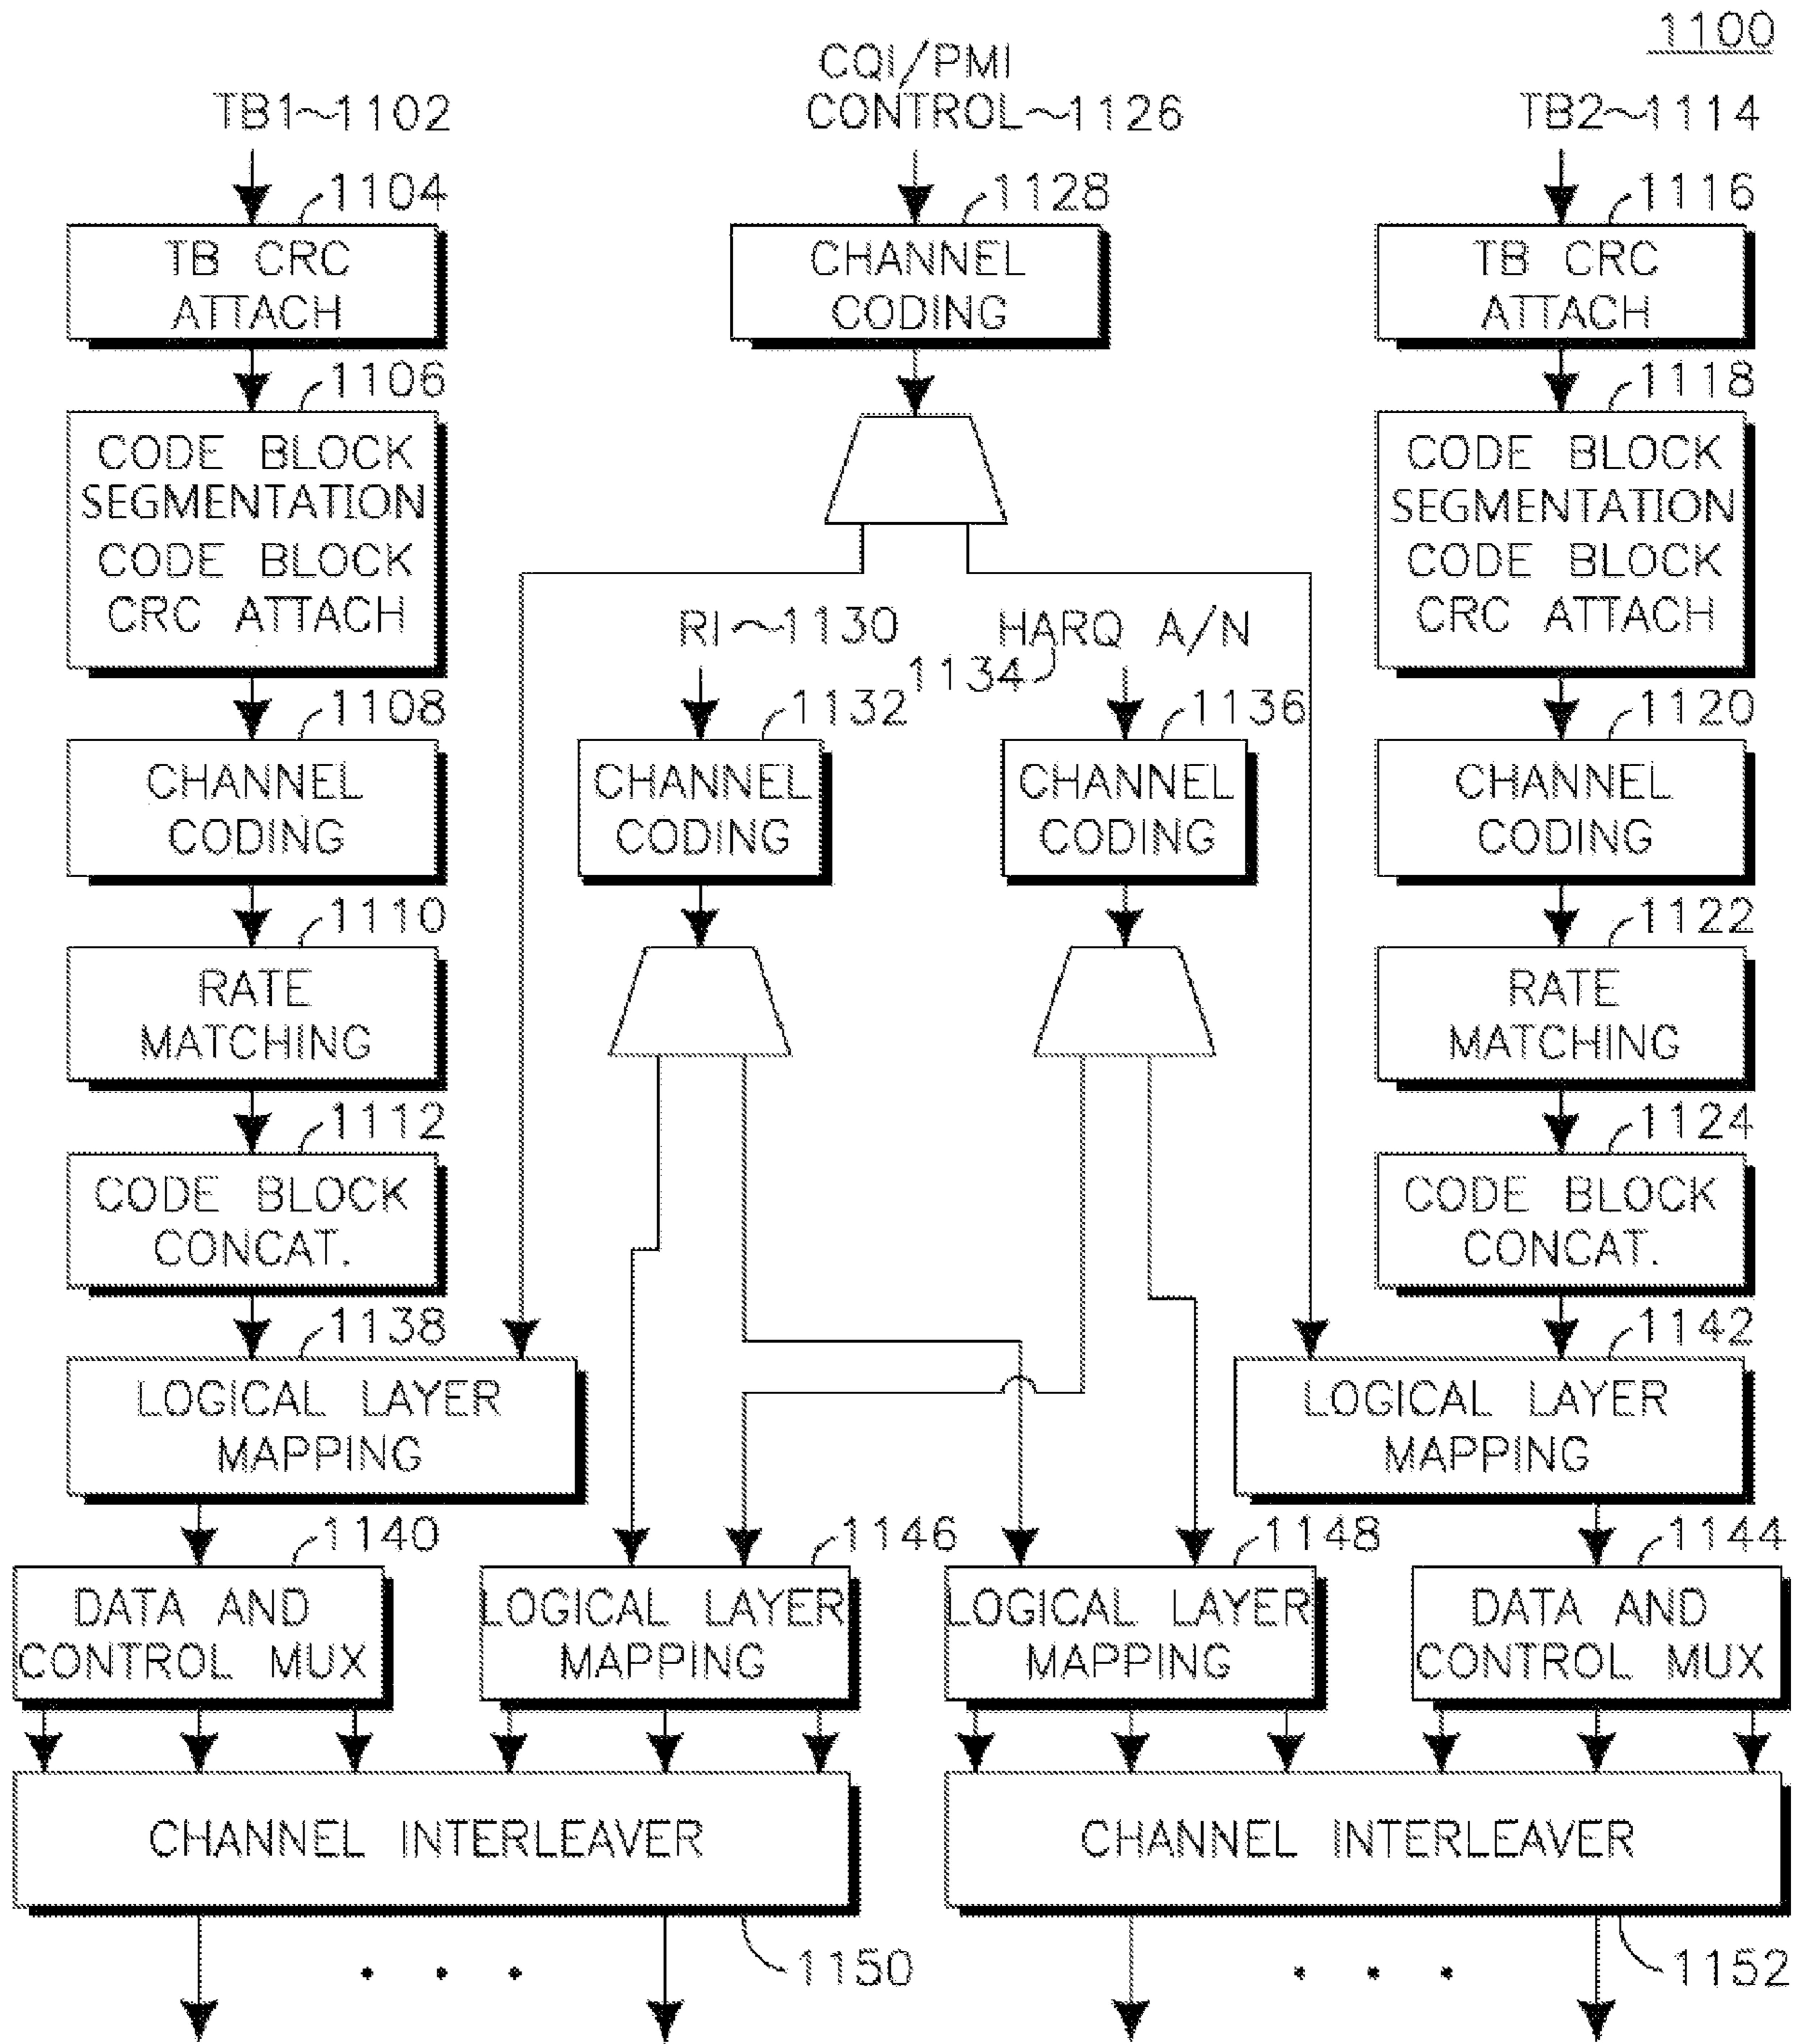 1100
CQI/PMI
TB1~1102
CONTROL~1126
TB2~1114
1104
1128
1116
TB CRC
ATTACH
CHANNEL
CODING
TB CRC
ATTACH
1106
1118
CODE BLOCK
SEGMENTATION
CODE BLOCK
CRC ATTACH
CODE BLOCK
SEGMENTATION
CODE BLOCK
CRC ATTACH
RI~1130
HARQ A/N
1134
1108
1132
1136
1120
CHANNEL
CODING
CHANNEL
CODING
CHANNEL
CODING
CHANNEL
CODING
1110
1122
RATE
MATCHING
RATE
MATCHING
1112
1124
CODE BLOCK
CONCAT.
CODE BLOCK
CONCAT.
1138
1142
LOGICAL LAYER
MAPPING
LOGICAL LAYER
MAPPING
1140
1146
1148
1144
DATA AND
CONTROL MUX
LOGICAL LAYER
MAPPING
LOGICAL LAYER
MAPPING
DATA AND
CONTROL MUX
CHANNEL INTERLEAVER
CHANNEL INTERLEAVER
. . .
1150
. . .
1152